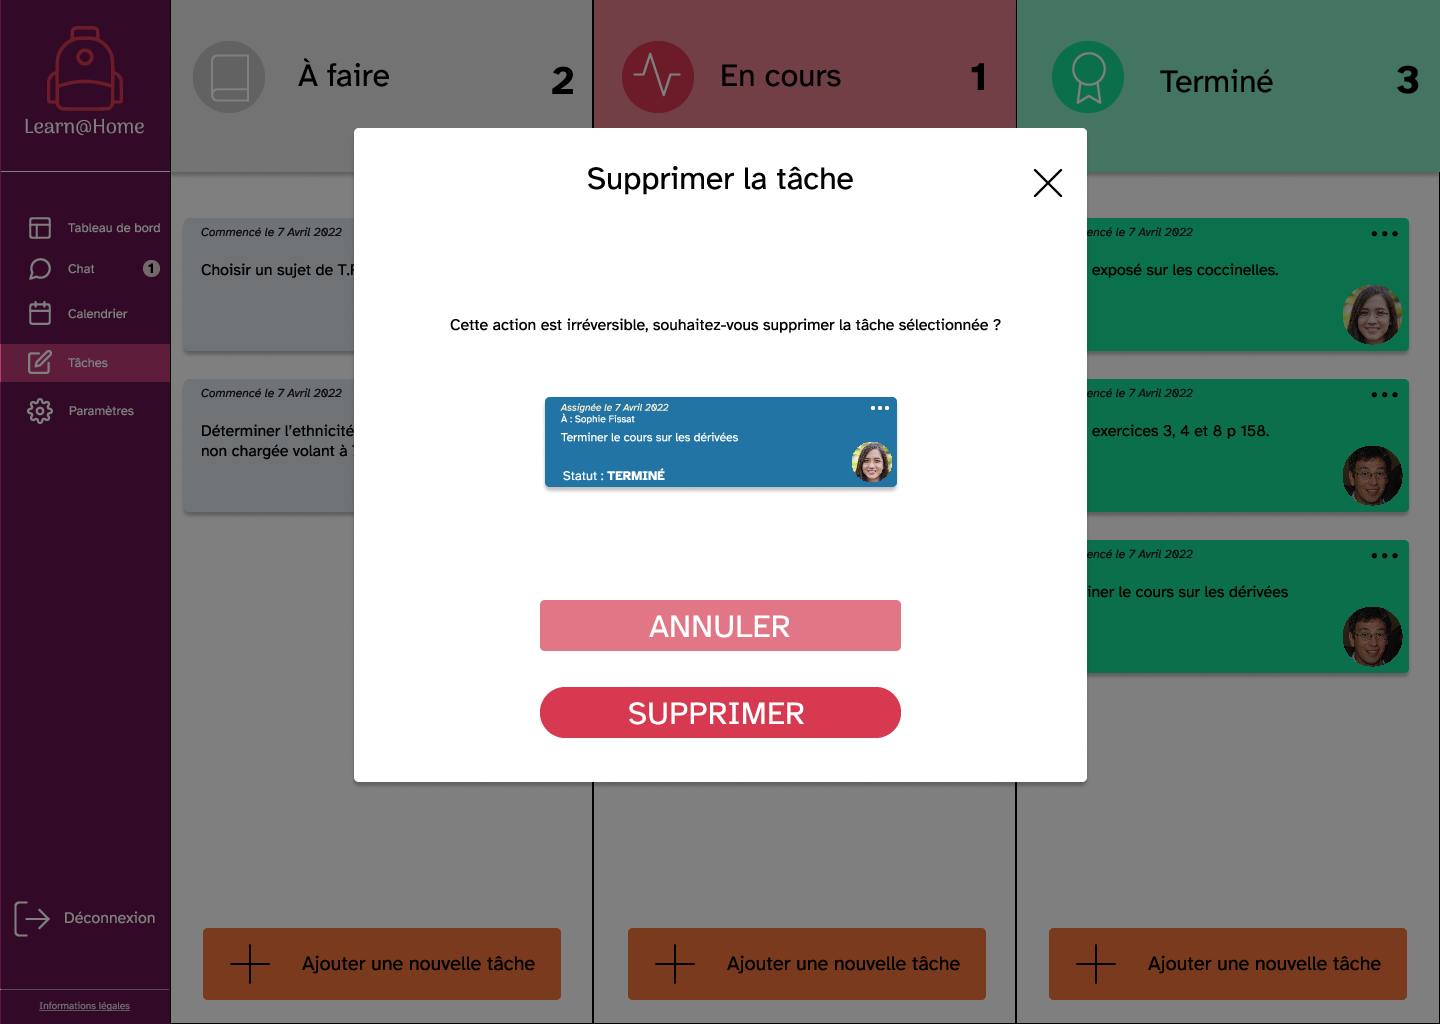 Learn@Home
Tableau de bord
Chat
1
Calendrier
Tâches
Paramètres
Déconnexion
Informations légales
À faire
2
En cours
1
Terminé
3
Commencé le 7 Avril 2022
Choisir un sujet de T.
Commencé le 7 Avril 2022
Déterminer l’ethnicité
non chargée volant à
Supprimer la tâche
Cette action est irréversible, souhaitez-vous supprimer la tâche sélectionnée ?
Assignée le 7 Avril 2022
À : Sophie Fissat
Terminer le cours sur les dérivées
Statut : TERMINÉ
ANNULER
SUPPRIMER
encé le 7 Avril 2022
exposé sur les coccinelles.
encé le 7 Avril 2022
exercices 3, 4 et 8 p 158.
encé le 7 Avril 2022
iner le cours sur les dérivées
Ajouter une nouvelle tâche
Ajouter une nouvelle tâche
Ajouter une nouvelle tâche